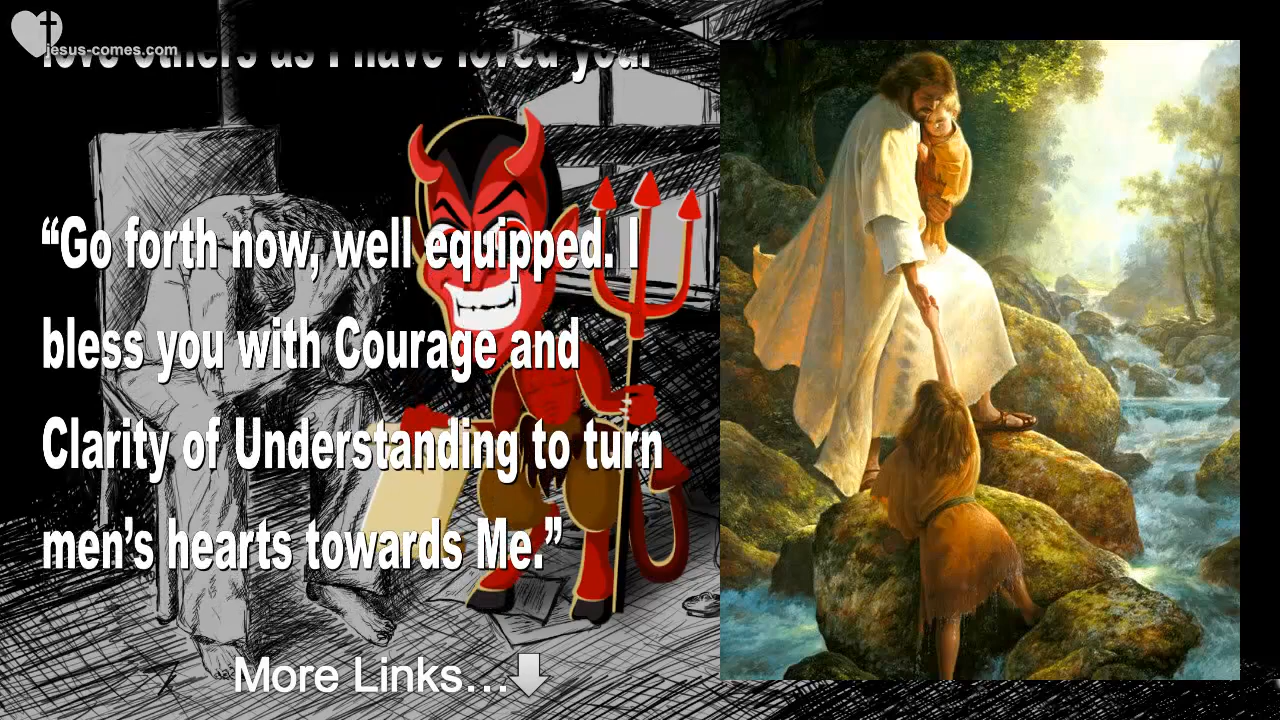 jesus-comes.com
love others as I have loved you.
“Go forth now, well equipped. I
bless you with Courage and
Clarity of Understanding to turn
men’s hearts towards Me.”
More Links…